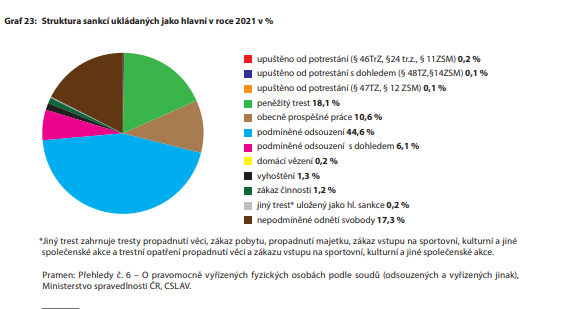 Graf 23: Struktura sankcí ukládaných jako hlavní v roce 2021 v %
upuštěno od potrestání (§ 46TrZ, §24 tr.z., § 11ZSM) 0,2 %
upuštěno od potrestání s dohledem (§ 48TZ,§14ZSM) 0,1 %
upuštěno od potrestání (§ 47TZ, § 12 ZSM) 0,1 %
peněžitý trest 18,1 %
obecně prospěšné práce 10,6 %
podmíněné odsouzení 44,6 %
podmíněné odsouzení s dohledem 6,1 %
domácí vězení 0,2 %
vyhoštění 1,3 %
zákaz činnosti 1,2 %
jiný trest* uložený jako hl. sankce 0,2 %
nepodmíněné odnětí svobody 17,3 %
*Jiný trest zahrnuje tresty propadnutí věci, zákaz pobytu, propadnutí majetku, zákaz vstupu na sportovní, kulturní a jiné
společenské akce a trestní opatření propadnutí věci a zákazu vstupu na sportovní, kulturní a jiné společenské akce.
Pramen: Přehledy č. 6 – O pravomocně vyřízených fyzických osobách podle soudů (odsouzených a vyřízených jinak),
Ministerstvo spravedlnosti ČR, CSLAV.